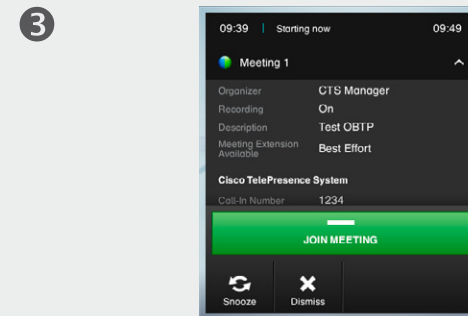 3
09:39 | Starting now 09:49
Meeting 1
Organizer CTS Manager
Recording On
Description Test OBTP
Meeting Extension Available Best Effort
Cisco TelePresence System
Call-In Number 1234
JOIN MEETING
Snooze Dismiss